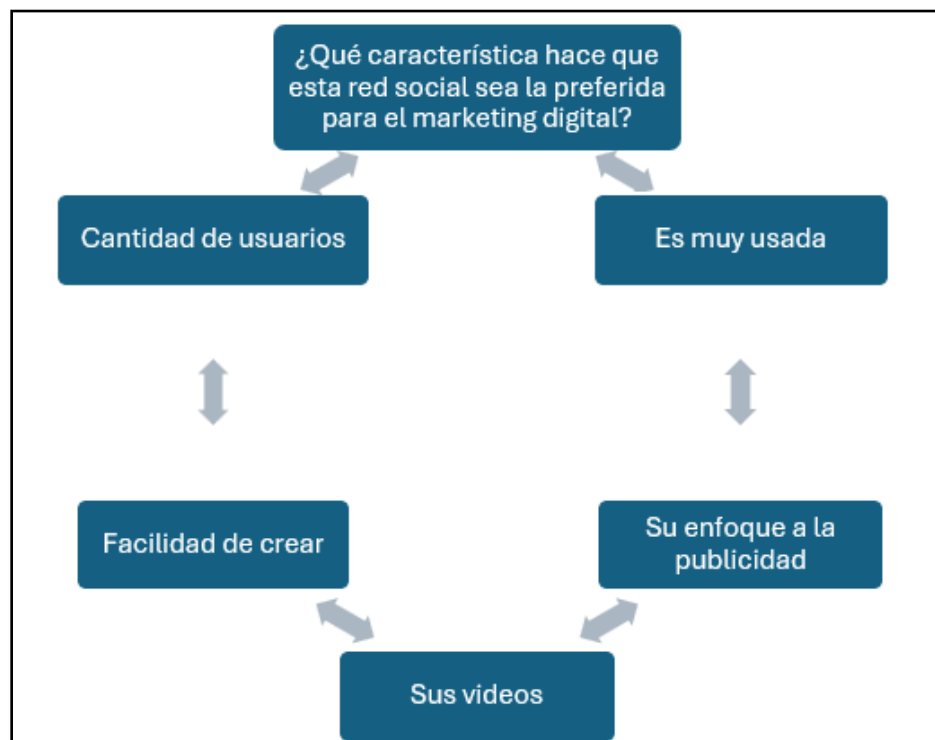 ¿Qué característica hace que
esta red social sea la preferida
para el marketing digital?
Cantidad de usuarios
Es muy usada
Facilidad de crear
Su enfoque a la
publicidad
Sus videos